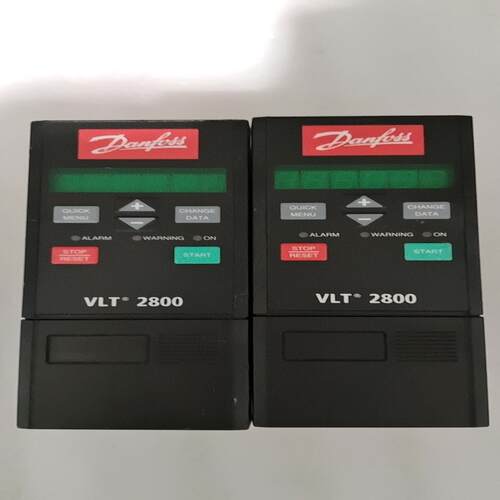 Danfoss
QUICK MENU
+
−
CHANGE DATA
ALARM WARNING ON
STOP RESET
START
VLT® 2800
Danfoss
QUICK MENU
+
−
CHANGE DATA
ALARM WARNING ON
STOP RESET
START
VLT® 2800